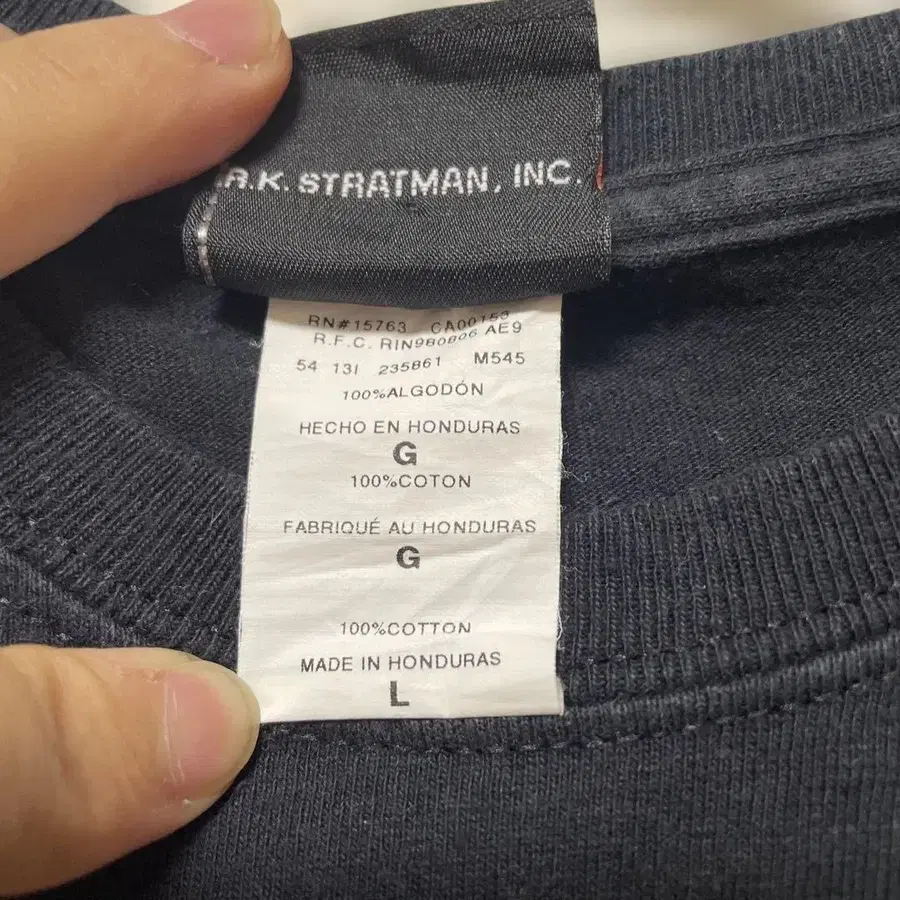 R.K. STRATMAN, INC.
RN#15763 CA00153
R.F.C. RIN980806 AE9
54 13I 235861 M545
100%ALGODÓN
HECHO EN HONDURAS
G
100%COTON
FABRIQUÉ AU HONDURAS
G
100%COTTON
MADE IN HONDURAS
L